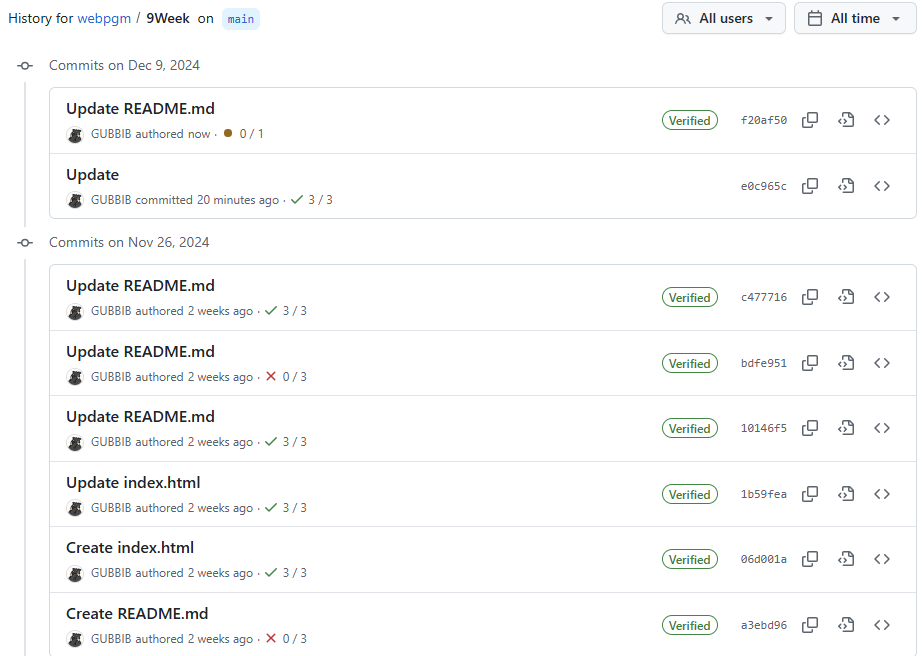 History for webpgm / 9Week on main
All users
All time
Commits on Dec 9, 2024
Update README.md
GUBBIB authored now · 0 / 1
Verified
f20af50
Update
GUBBIB committed 20 minutes ago · 3 / 3
e0c965c
Commits on Nov 26, 2024
Update README.md
GUBBIB authored 2 weeks ago · 3 / 3
Verified
c477716
Update README.md
GUBBIB authored 2 weeks ago · 0 / 3
Verified
bdfe951
Update README.md
GUBBIB authored 2 weeks ago · 3 / 3
Verified
10146f5
Update index.html
GUBBIB authored 2 weeks ago · 3 / 3
Verified
1b59fea
Create index.html
GUBBIB authored 2 weeks ago · 3 / 3
Verified
06d001a
Create README.md
GUBBIB authored 2 weeks ago · 0 / 3
Verified
a3ebd96